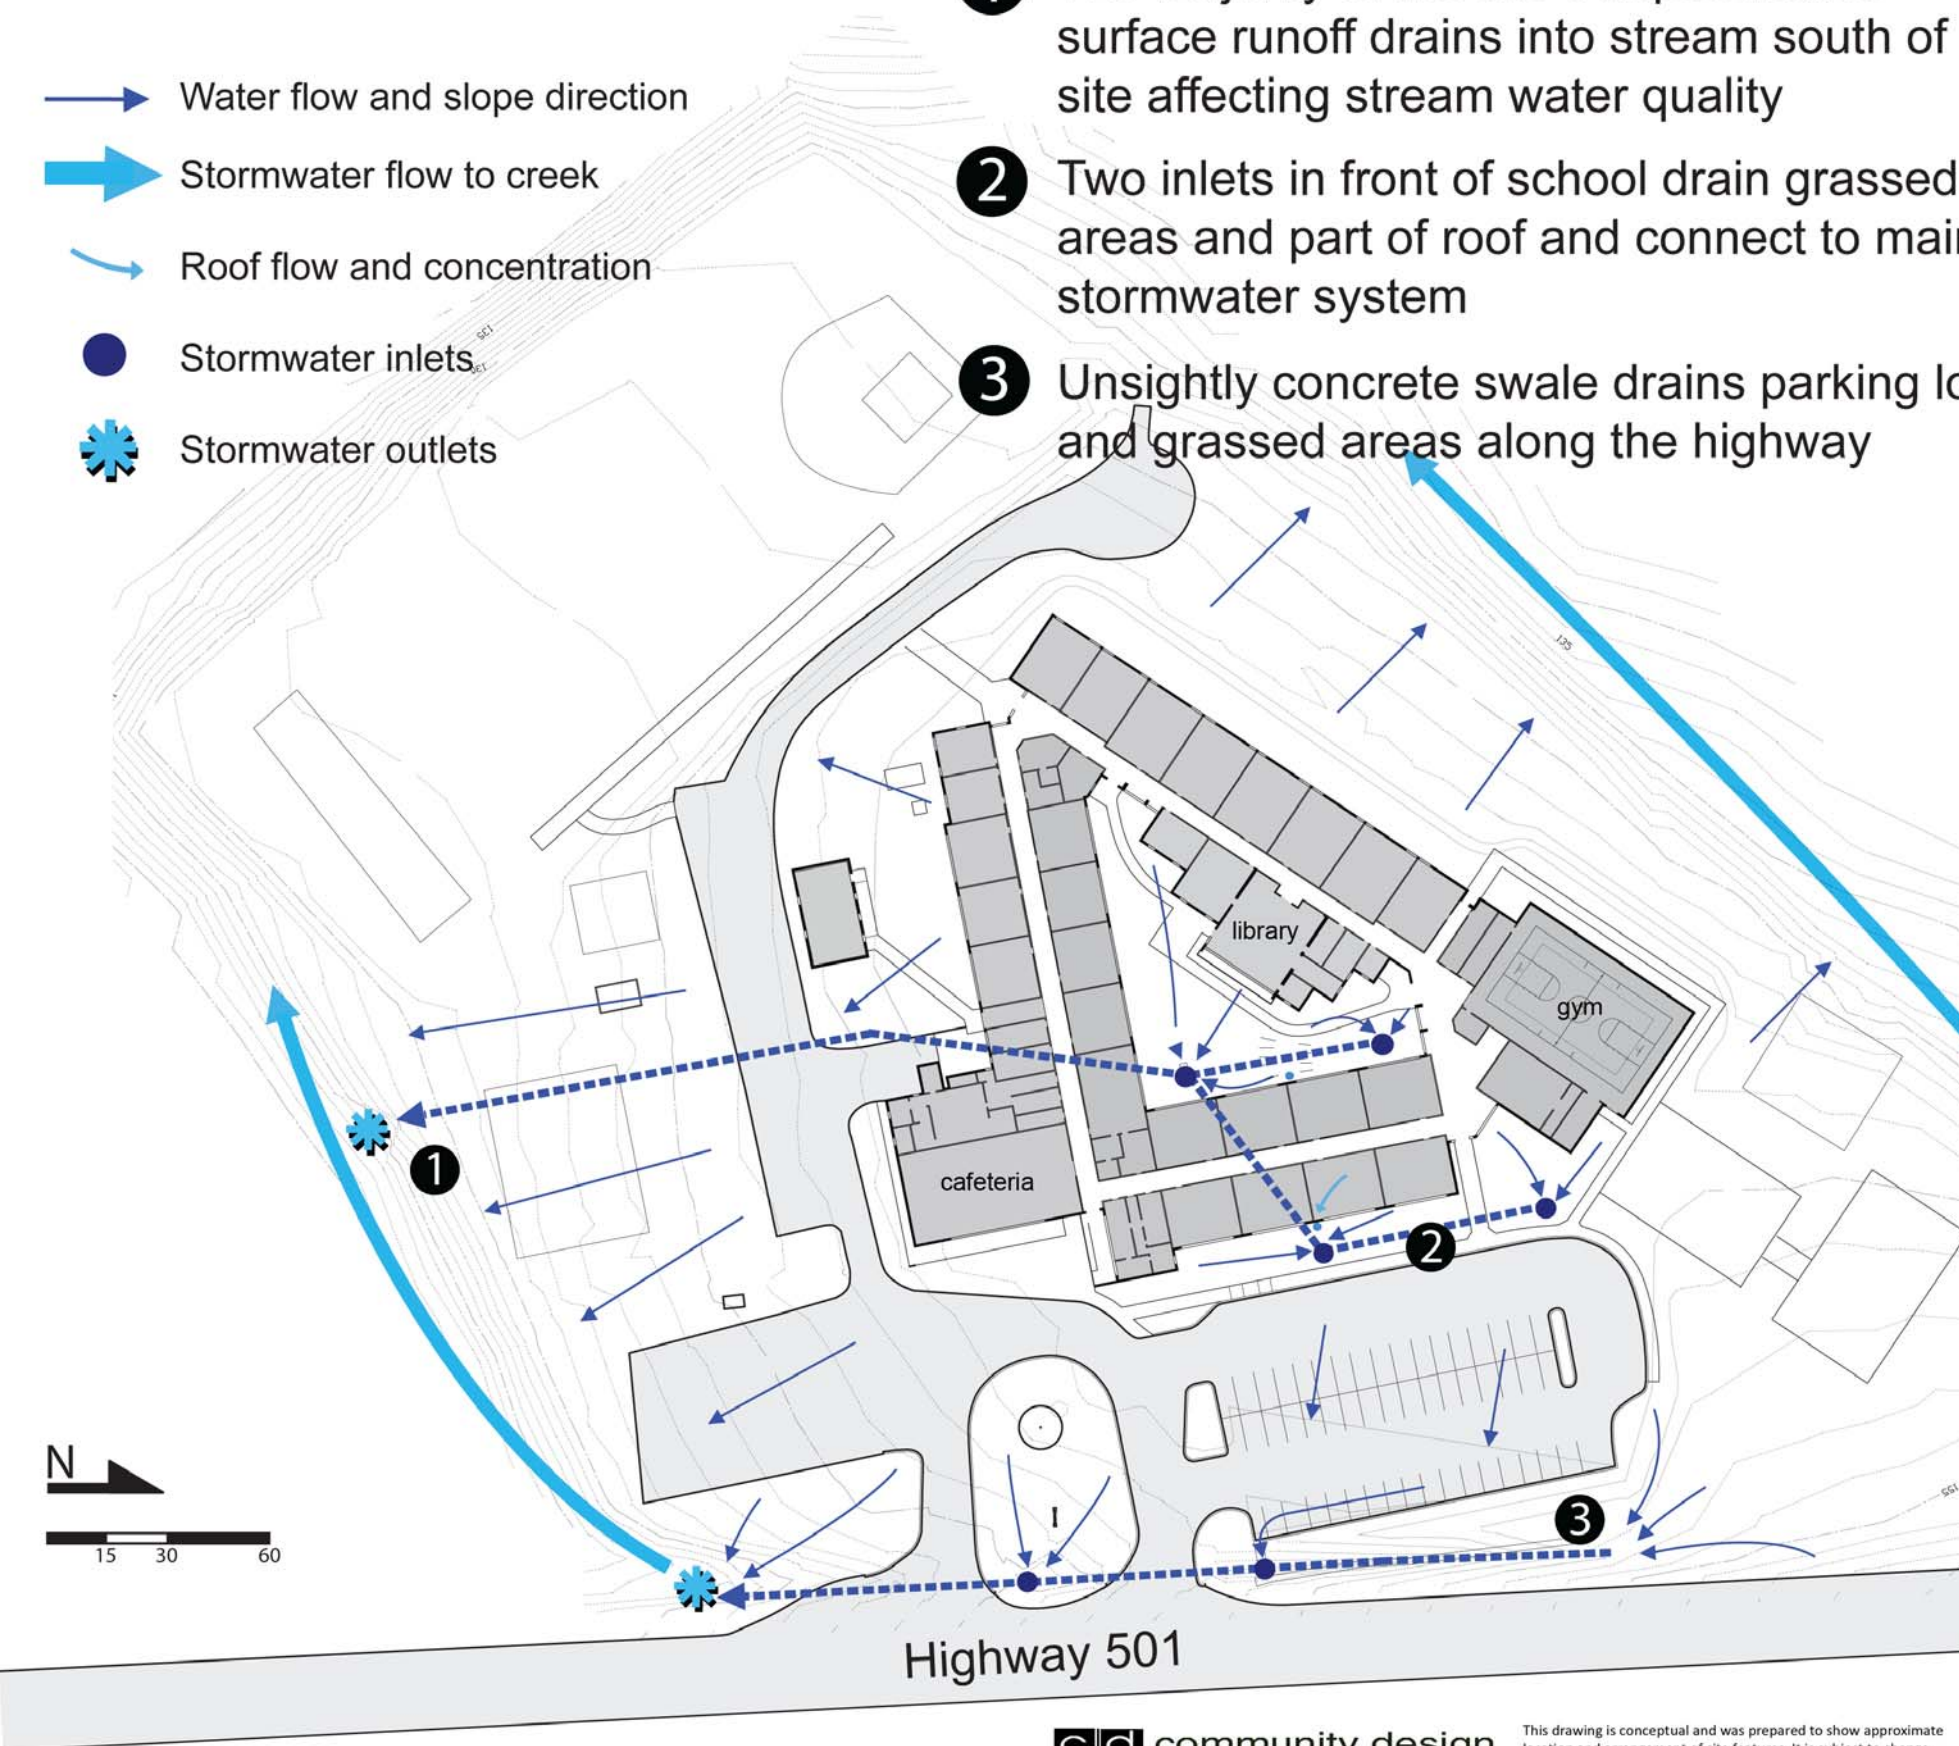 Water flow and slope direction
Stormwater flow to creek
Roof flow and concentration
Stormwater inlets
Stormwater outlets
surface runoff drains into stream south of
site affecting stream water quality
2 Two inlets in front of school drain grassed
areas and part of roof and connect to mai
stormwater system
3 Unsightly concrete swale drains parking lo
and grassed areas along the highway
135
135
library
gym
cafeteria
1
2
3
155
N
15 30 60
Highway 501
cd community design
This drawing is conceptual and was prepared to show approximate